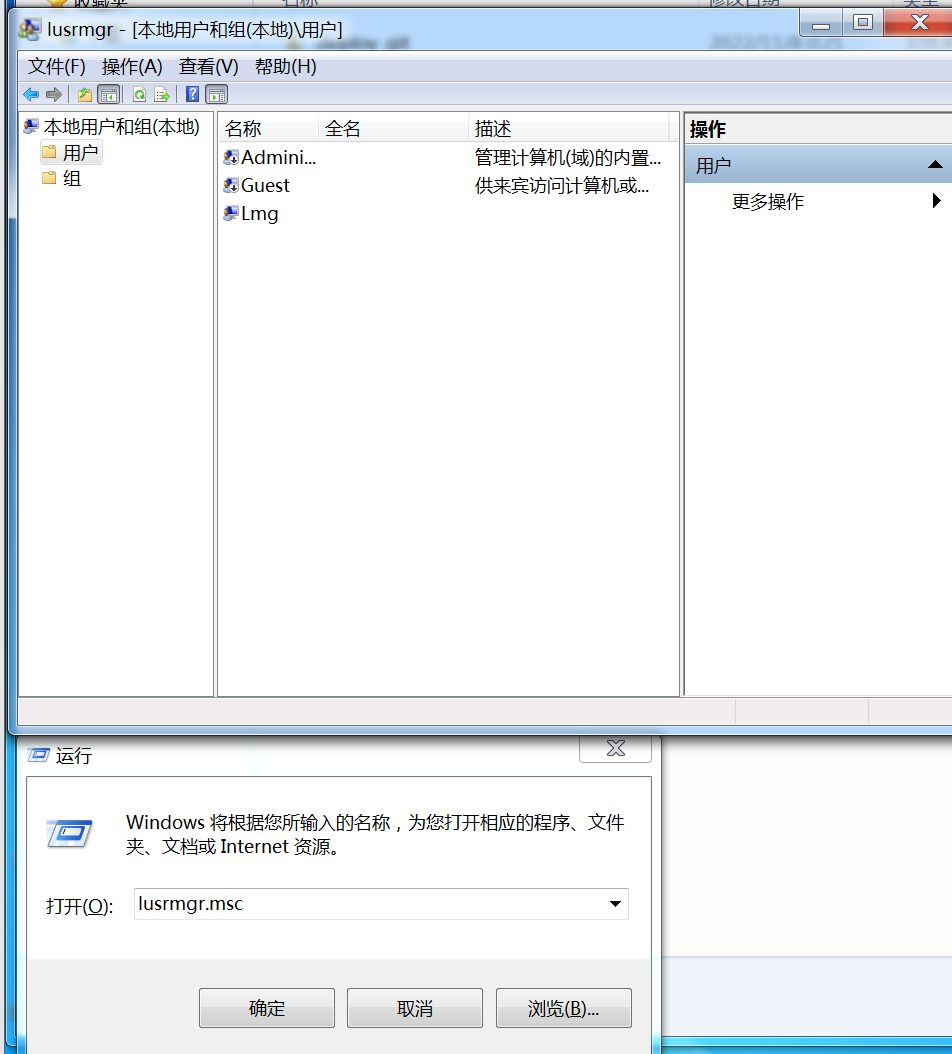 lusrmgr - [本地用户和组(本地)\用户]
文件(F) 操作(A) 查看(V) 帮助(H)
本地用户和组(本地)
用户
组
名称 全名 描述
Admini... 管理计算机(域)的内置...
Guest 供来宾访问计算机或...
Lmg
操作
用户
更多操作
运行
Windows 将根据您所输入的名称，为您打开相应的程序、文件
夹、文档或 Internet 资源。
打开(O): lusrmgr.msc
确定 取消 浏览(B)...